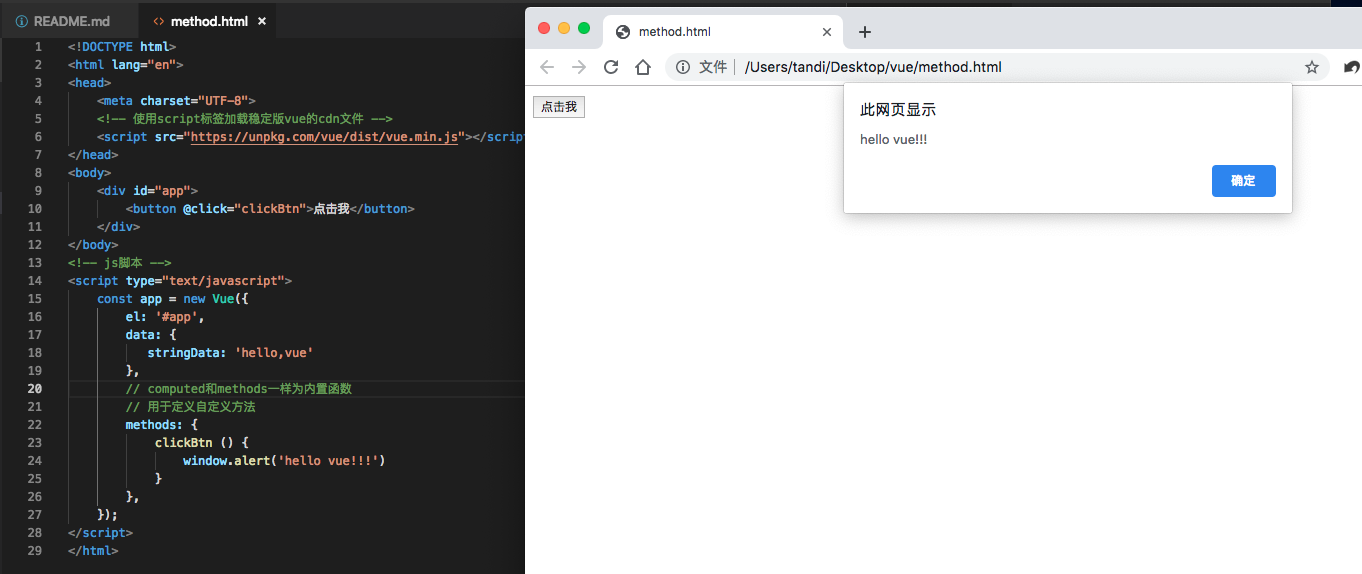 README.md
method.html
1 <!DOCTYPE html>
2 <html lang="en">
3 <head>
4 <meta charset="UTF-8">
5 <!-- 使用script标签加载稳定版vue的cdn文件 -->
6 <script src="https://unpkg.com/vue/dist/vue.min.js"></script
7 </head>
8 <body>
9 <div id="app">
10 <button @click="clickBtn">点击我</button>
11 </div>
12 </body>
13 <!-- js脚本 -->
14 <script type="text/javascript">
15 const app = new Vue({
16 el: '#app',
17 data: {
18 stringData: 'hello,vue'
19 },
20 // computed和methods一样为内置函数
21 // 用于定义自定义方法
22 methods: {
23 clickBtn () {
24 window.alert('hello vue!!!')
25 }
26 },
27 });
28 </script>
29 </html>
method.html
文件 /Users/tandi/Desktop/vue/method.html
点击我
此网页显示
hello vue!!!
确定